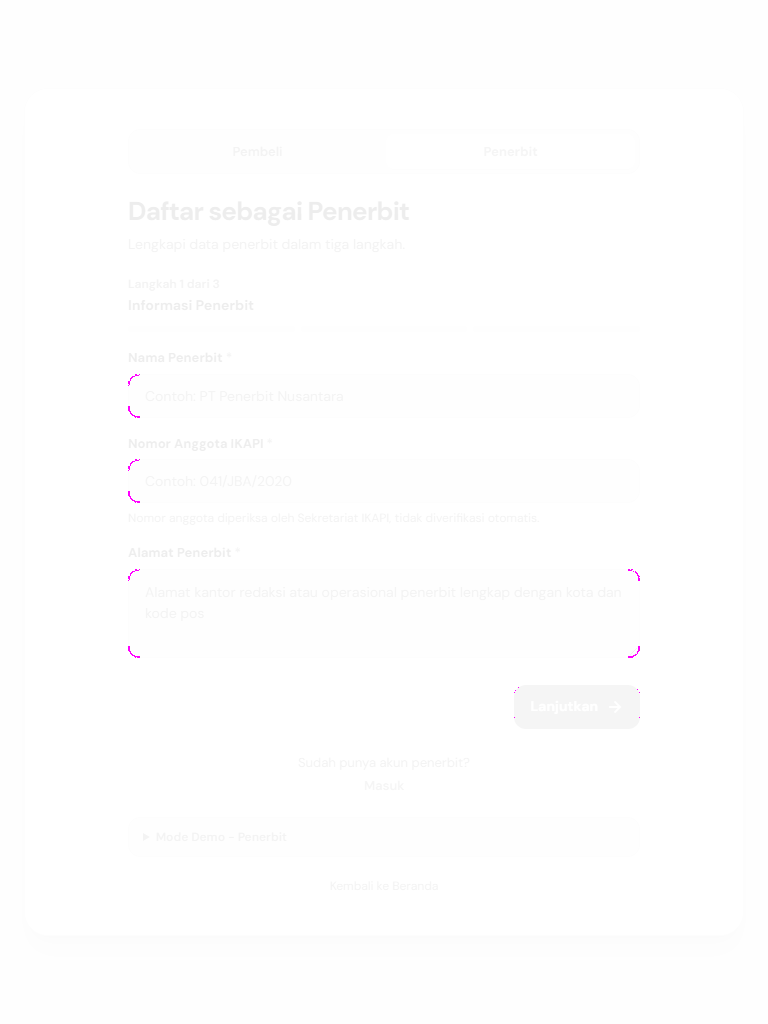 Pembeli
Penerbit
Daftar sebagai Penerbit
Lengkapi data penerbit dalam tiga langkah.
Langkah 1 dari 3
Informasi Penerbit
Nama Penerbit *
Contoh: PT Penerbit Nusantara
Nomor Anggota IKAPI *
Contoh: 041/JBA/2020
Nomor anggota diperiksa oleh Sekretariat IKAPI, tidak diverifikasi otomatis.
Alamat Penerbit *
Alamat kantor redaksi atau operasional penerbit lengkap dengan kota dan
kode pos
Lanjutkan →
Sudah punya akun penerbit?
Masuk
▶ Mode Demo - Penerbit
Kembali ke Beranda